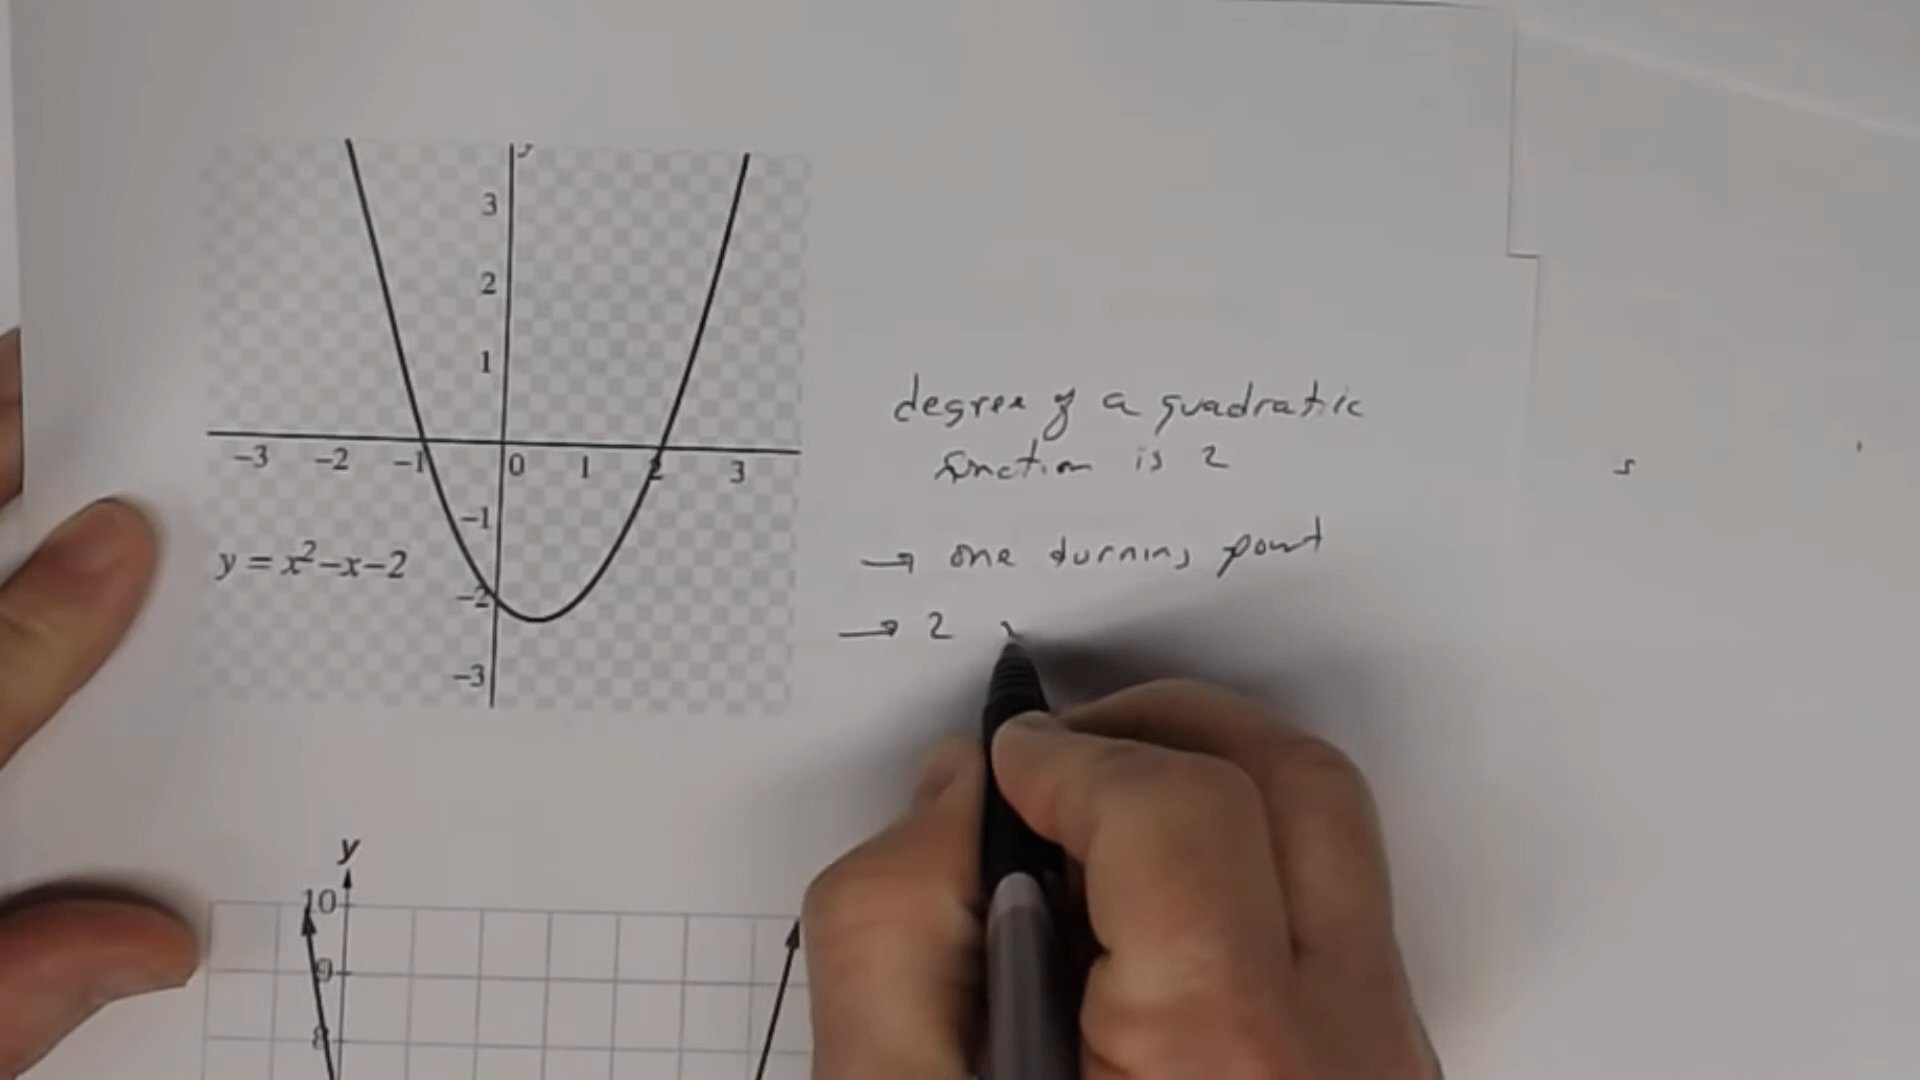 y
3
2
1
-3 -2 -1 0 1 2 3
-1
y = x²-x-2
-2
-3
degree of a quadratic
function is 2
→ one turning point
→ 2
y
10
9
8